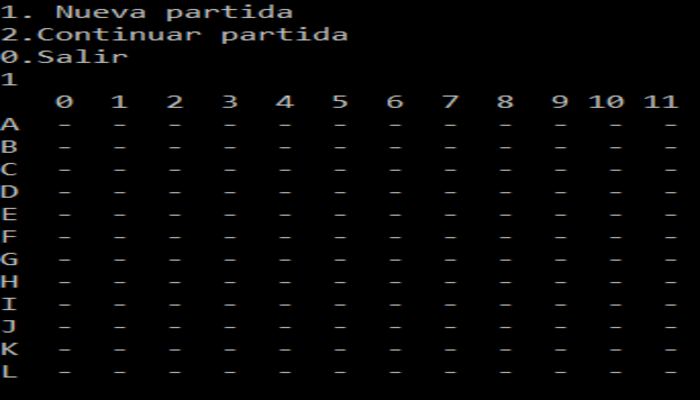 1. Nueva partida
2.Continuar partida
0.Salir
1
0 1 2 3 4 5 6 7 8 9 10 11
A - - - - - - - - - - - -
B - - - - - - - - - - - -
C - - - - - - - - - - - -
D - - - - - - - - - - - -
E - - - - - - - - - - - -
F - - - - - - - - - - - -
G - - - - - - - - - - - -
H - - - - - - - - - - - -
I - - - - - - - - - - - -
J - - - - - - - - - - - -
K - - - - - - - - - - - -
L - - - - - - - - - - - -